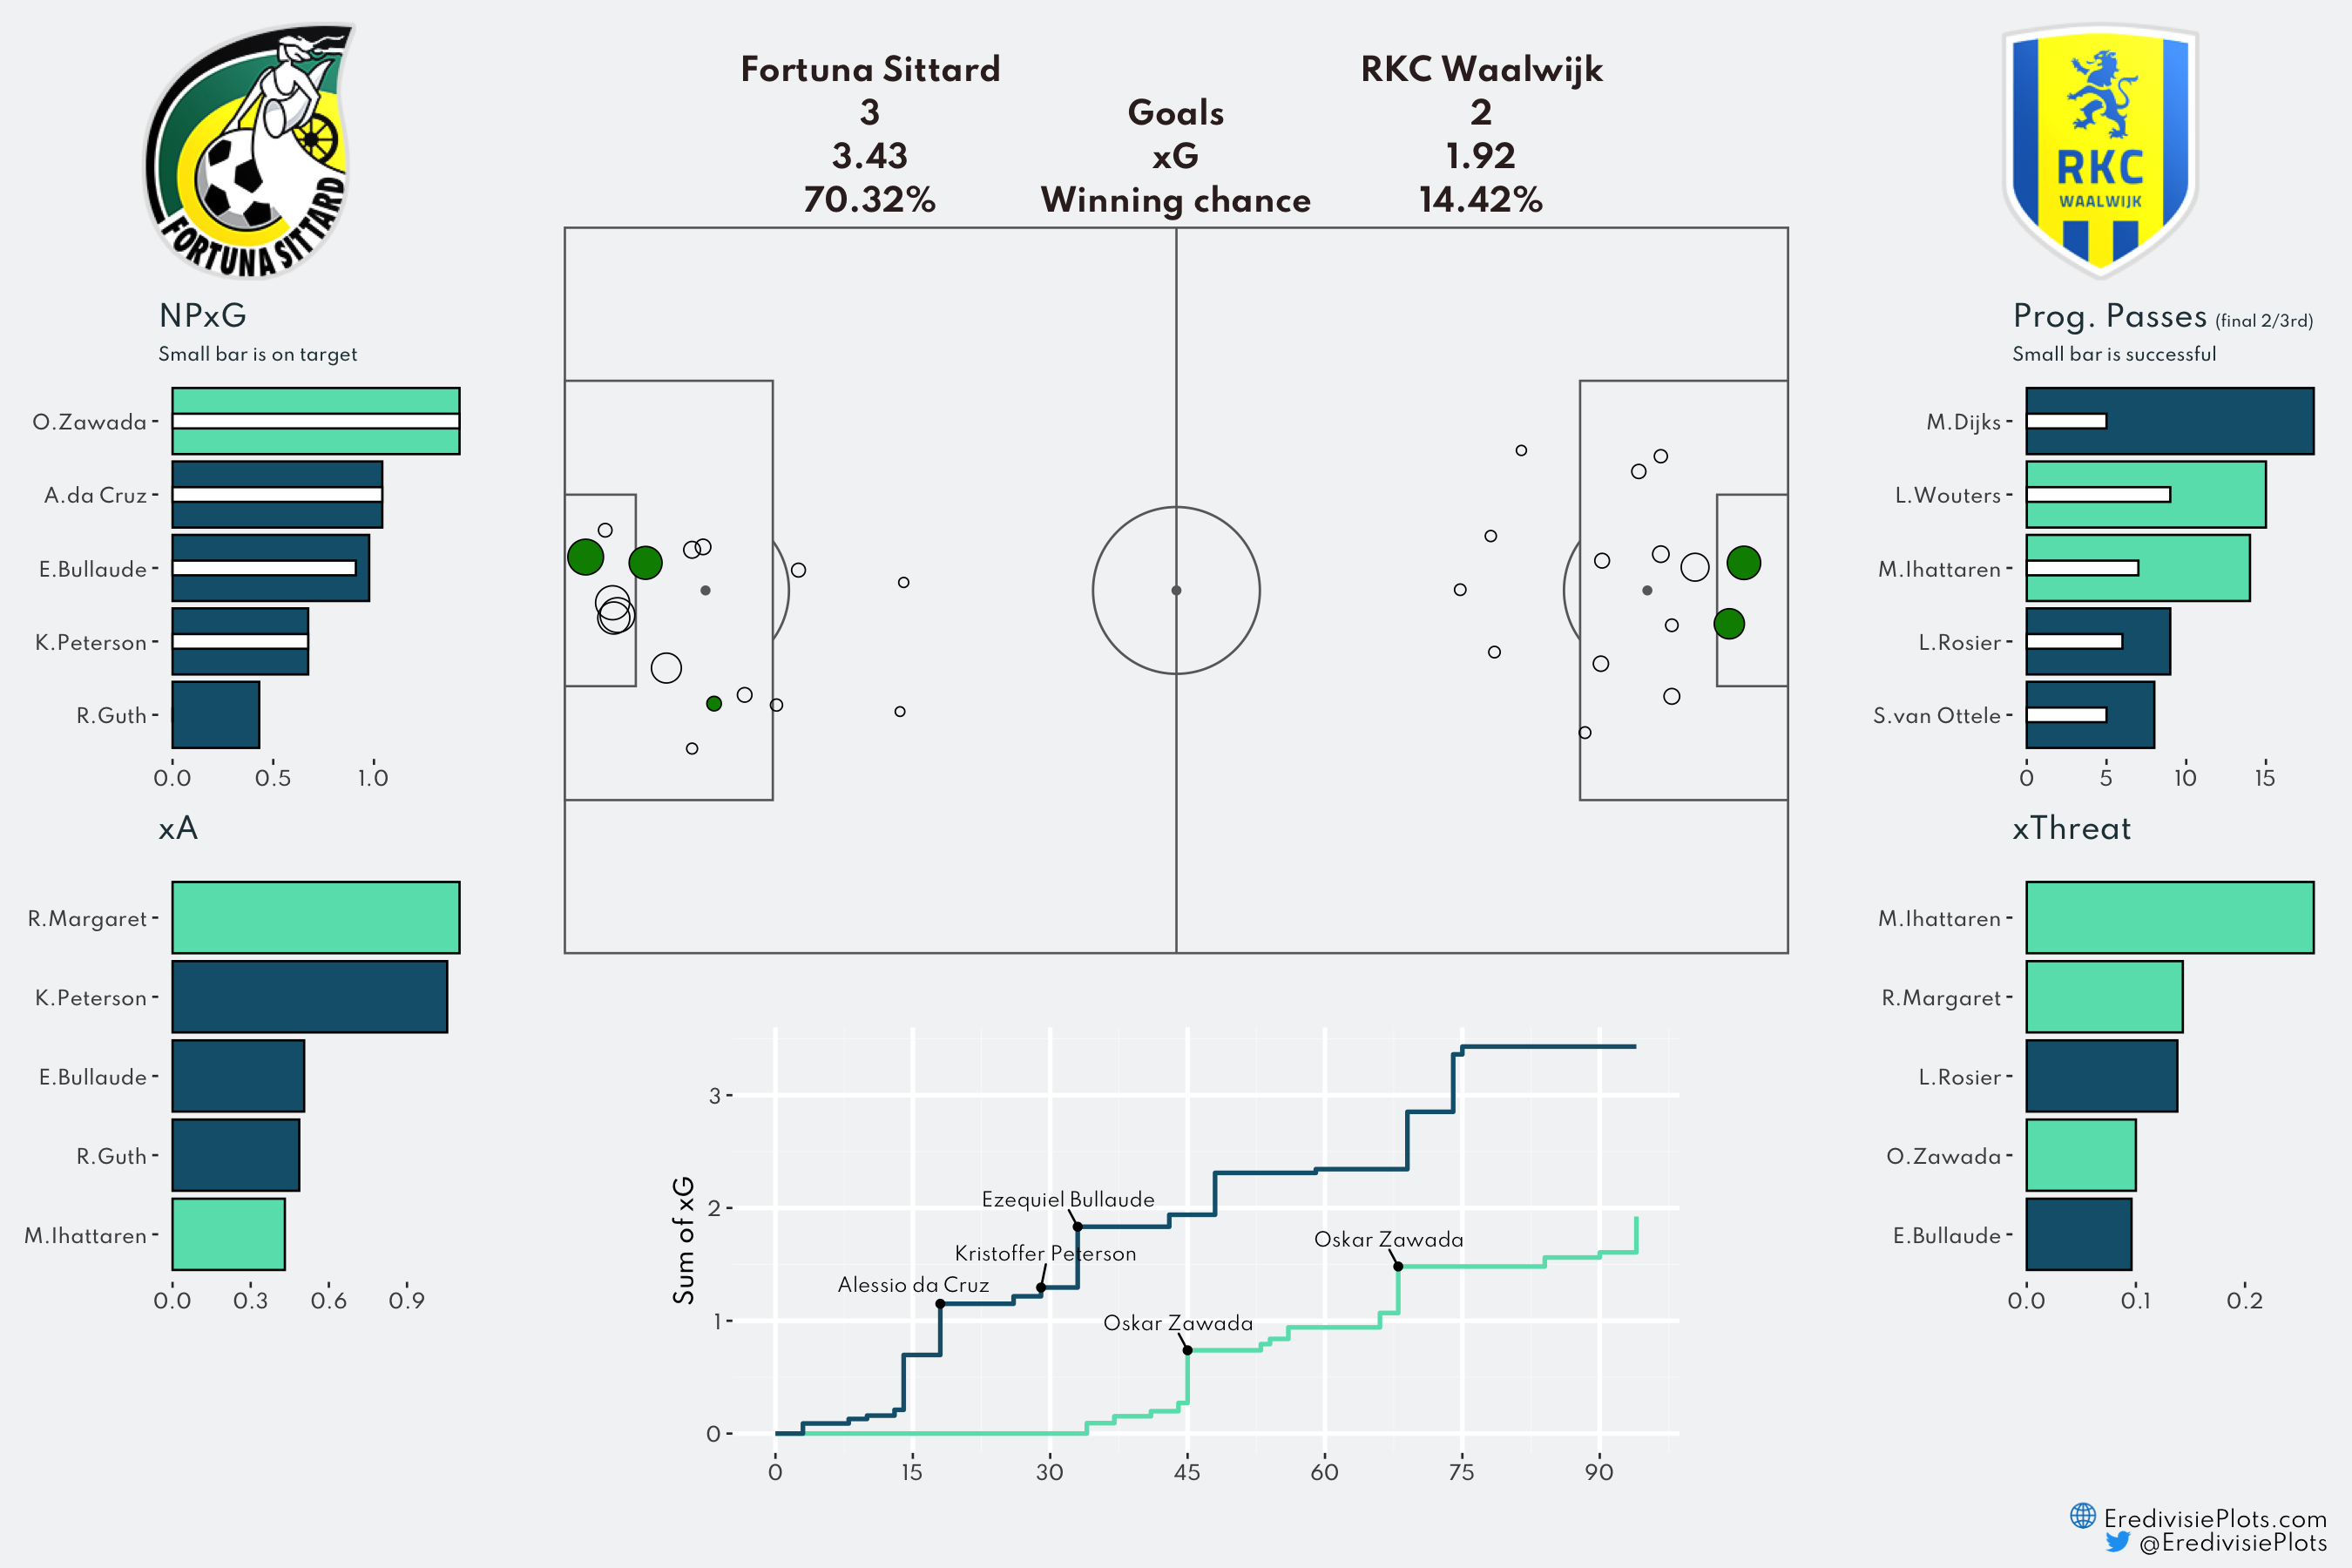 Fortuna Sittard RKC Waalwijk
3 Goals 2
3.43 xG 1.92
70.32% Winning chance 14.42%
FORTUNA SITTARD
RKC
WAALWIJK
NPxG
Small bar is on target
O.Zawada
A.da Cruz
E.Bullaude
K.Peterson
R.Guth
0.0 0.5 1.0
xA
R.Margaret
K.Peterson
E.Bullaude
R.Guth
M.Ihattaren
0.0 0.3 0.6 0.9
Sum of xG
3
2
1
0
Ezequiel Bullaude
Kristoffer Peterson
Alessio da Cruz
Oskar Zawada
Oskar Zawada
0 15 30 45 60 75 90
Prog. Passes (final 2/3rd)
Small bar is successful
M.Dijks
L.Wouters
M.Ihattaren
L.Rosier
S.van Ottele
0 5 10 15
xThreat
M.Ihattaren
R.Margaret
L.Rosier
O.Zawada
E.Bullaude
0.0 0.1 0.2
EredivisiePlots.com
@EredivisiePlots